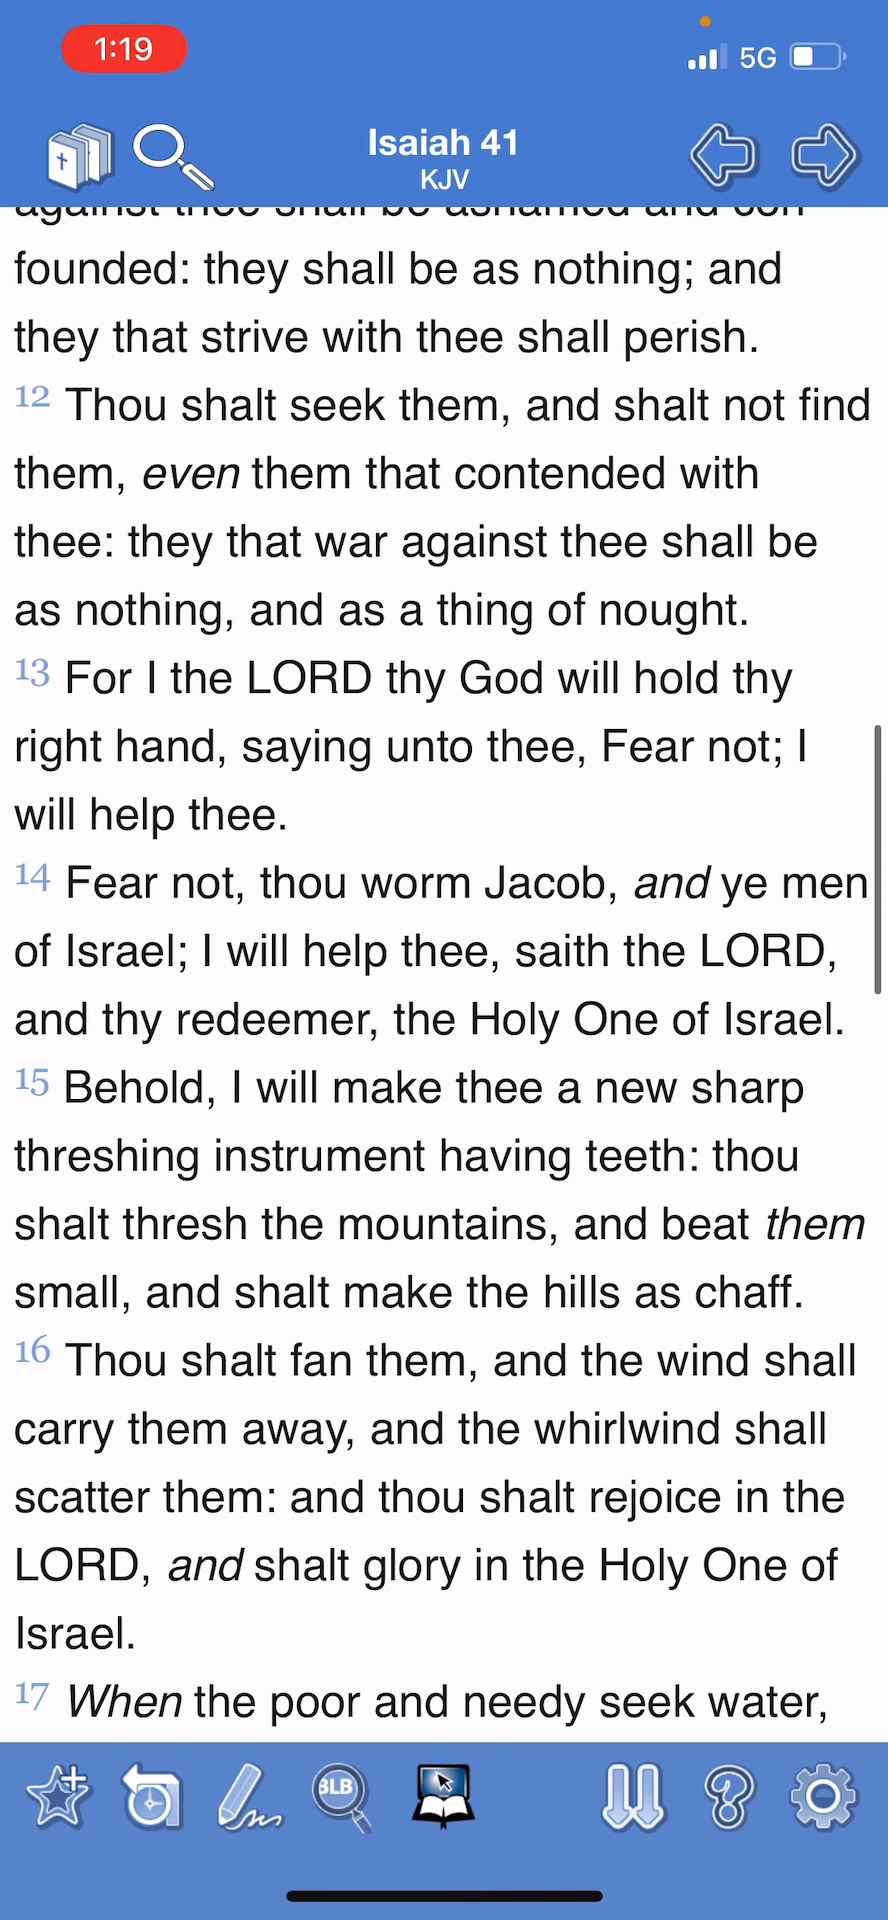 1:19
5G
Isaiah 41
KJV
against thee shall be ashamed and con
founded: they shall be as nothing; and
they that strive with thee shall perish.
12 Thou shalt seek them, and shalt not find
them, even them that contended with
thee: they that war against thee shall be
as nothing, and as a thing of nought.
13 For I the LORD thy God will hold thy
right hand, saying unto thee, Fear not; I
will help thee.
14 Fear not, thou worm Jacob, and ye men
of Israel; I will help thee, saith the LORD,
and thy redeemer, the Holy One of Israel.
15 Behold, I will make thee a new sharp
threshing instrument having teeth: thou
shalt thresh the mountains, and beat them
small, and shalt make the hills as chaff.
16 Thou shalt fan them, and the wind shall
carry them away, and the whirlwind shall
scatter them: and thou shalt rejoice in the
LORD, and shalt glory in the Holy One of
Israel.
17 When the poor and needy seek water,
BLB